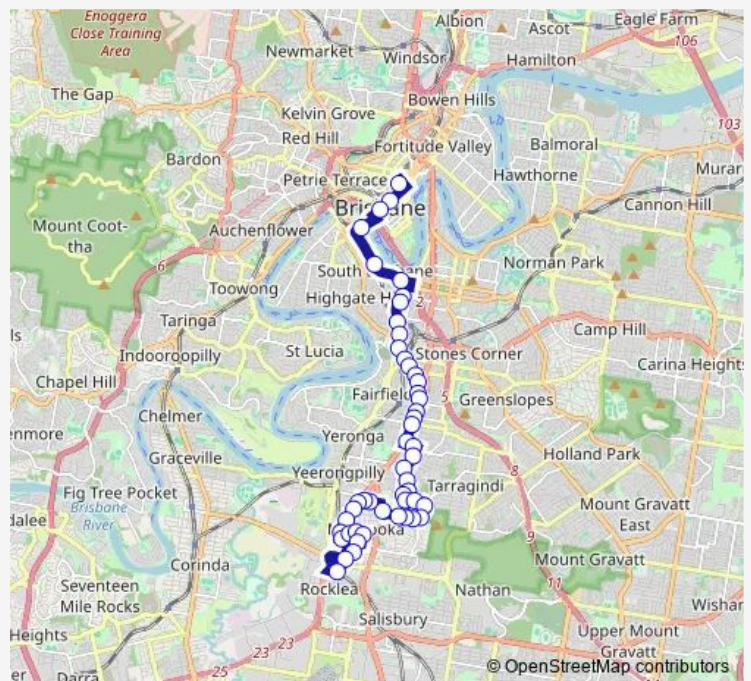 Enoggera
Close Training
Area
Albion
Ascot
Eagle Farm
Newmarket
Windsor
106
Hamilton
The Gap
Bowen Hills
Kelvin Grove
103
Red Hill
Fortitude Valley
Balmoral
Bardon
Petrie Terrace
Hawthorne
Cannon Hill
Brisbane
Mount Coot-
tha
Auchenflower
6
Toowong
Norman Park
Highgate H
2
Taringa
Camp Hill
Indooroopilly
St Lucia
Stones Corner
Carina Heights
Chapel Hill
Fairfield
5
Greenslopes
Chelmer
enmore
Yeronga
Graceville
Holland Park
Yeerongpilly
8
Fig Tree Pocket
Tarragindi
Brisbane
River
dalee
Mount Gravatt
East
9
Corinda
Mount Gravatt
11
Seventeen
Mile Rocks
Rocklea
Nathan
Salisbury
Heights
23
23
Upper Mount
Gravatt
25
Darra
© OpenStreetMap contributors